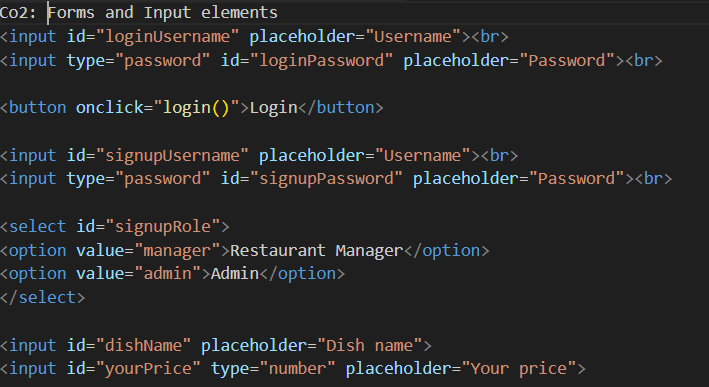 Co2: Forms and Input elements
<input id="loginUsername" placeholder="Username"><br>
<input type="password" id="loginPassword" placeholder="Password"><br>
<button onclick="login()">Login</button>
<input id="signupUsername" placeholder="Username"><br>
<input type="password" id="signupPassword" placeholder="Password"><br>
<select id="signupRole">
<option value="manager">Restaurant Manager</option>
<option value="admin">Admin</option>
</select>
<input id="dishName" placeholder="Dish name">
<input id="yourPrice" type="number" placeholder="Your price">